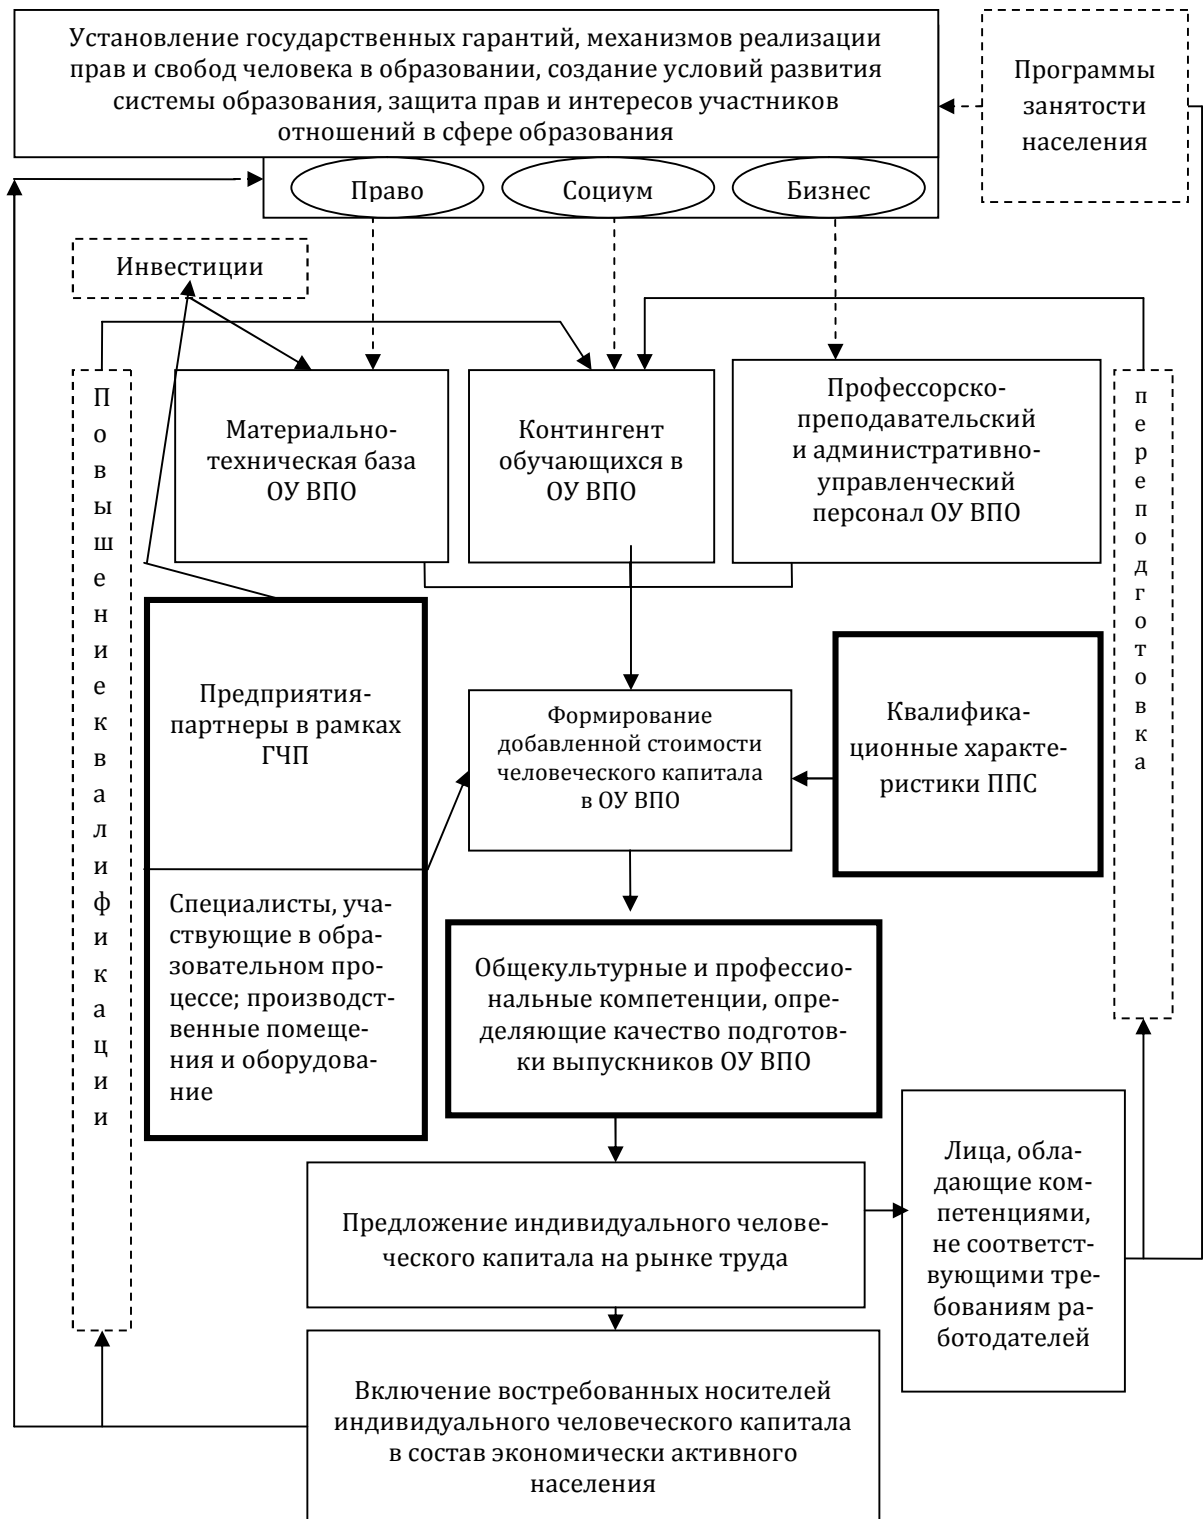 Установление государственных гарантий, механизмов реализации
прав и свобод человека в образовании, создание условий развития
системы образования, защита прав и интересов участников
отношений в сфере образования
Программы
занятости
населения
Право
Социум
Бизнес
Инвестиции
Повышение квалификации
Материально-
техническая база
ОУ ВПО
Контингент
обучающихся в
ОУ ВПО
Профессорско-
преподавательский
и административно-
управленческий
персонал ОУ ВПО
переподготовка
Предприятия-
партнеры в рамках
ГЧП
Формирование
добавленной стоимости
человеческого капитала
в ОУ ВПО
Квалифика-
ционные характе-
ристики ППС
Специалисты, уча-
ствующие в обра-
зовательном про-
цессе; производст-
венные помеще-
ния и оборудова-
ние
Общекультурные и профессио-
нальные компетенции, опре-
деляющие качество подготов-
ки выпускников ОУ ВПО
Предложение индивидуального челове-
ческого капитала на рынке труда
Лица, обла-
дающие ком-
петенциями,
не соответст-
вующими тре-
бованиям ра-
ботодателей
Включение востребованных носителей
индивидуального человеческого капитала
в состав экономически активного
населения